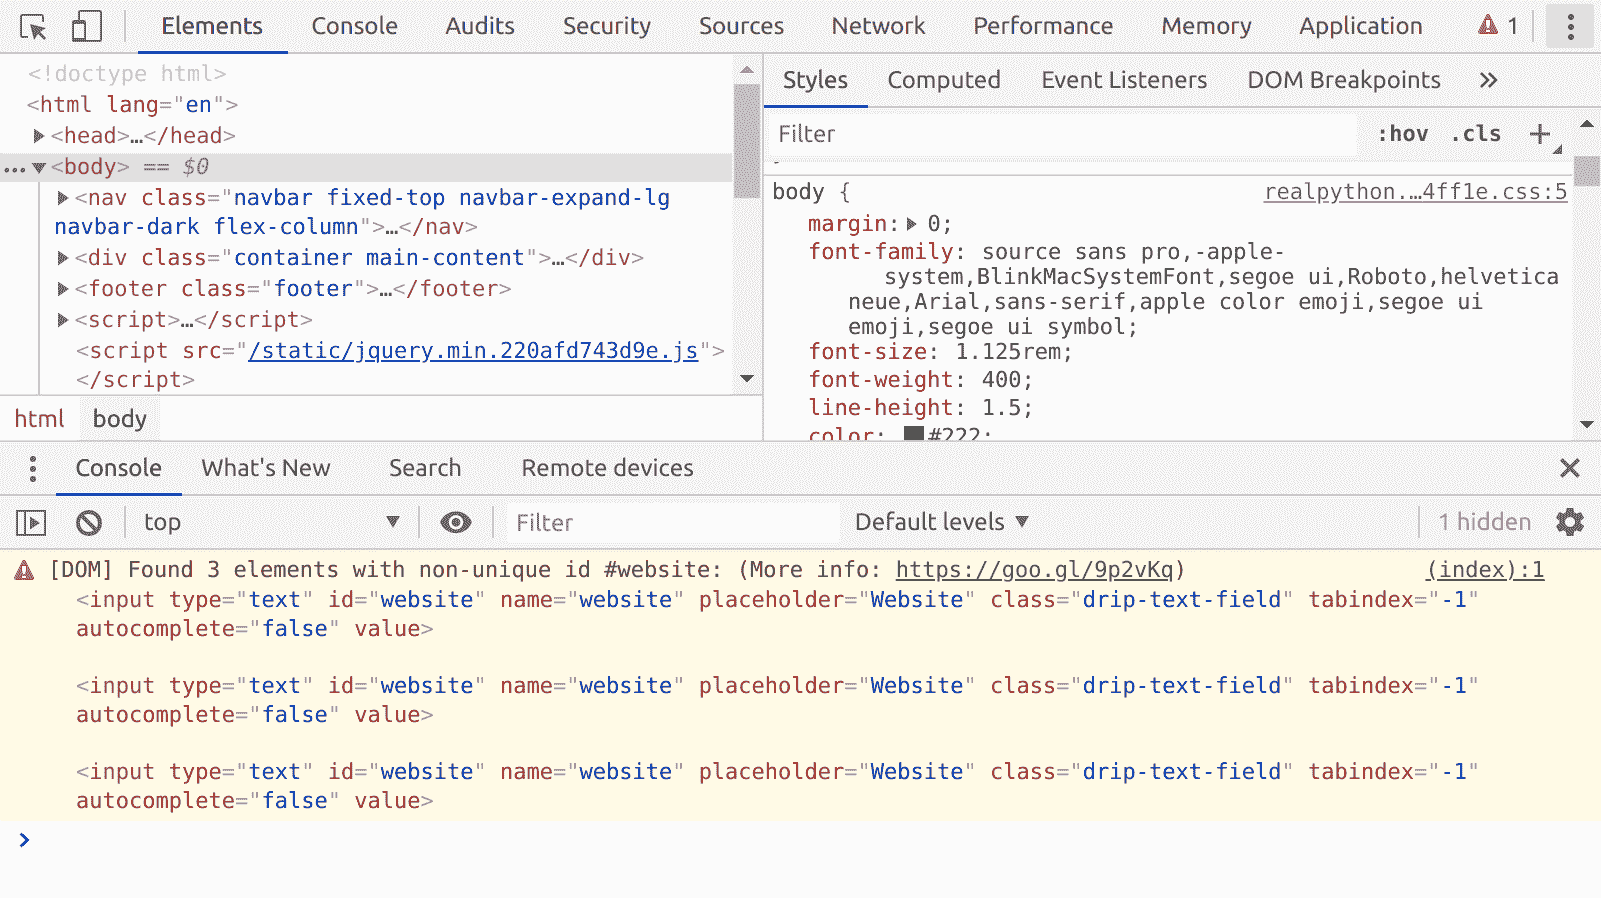 Elements Console Audits Security Sources Network Performance Memory Application 1
<!doctype html>
<html lang="en">
<head>…</head>
… <body> == $0
<nav class="navbar fixed-top navbar-expand-lg
navbar-dark flex-column">…</nav>
<div class="container main-content">…</div>
<footer class="footer">…</footer>
<script>…</script>
<script src="/static/jquery.min.220afd743d9e.js">
</script>
html body
Styles Computed Event Listeners DOM Breakpoints »
Filter :hov .cls +
body { realpython.…4ff1e.css:5
margin: 0;
font-family: source sans pro,-apple-
system,BlinkMacSystemFont,segoe ui,Roboto,helvetica
neue,Arial,sans-serif,apple color emoji,segoe ui
emoji,segoe ui symbol;
font-size: 1.125rem;
font-weight: 400;
line-height: 1.5;
color: #222;
Console What's New Search Remote devices
top Filter Default levels 1 hidden
[DOM] Found 3 elements with non-unique id #website: (More info: https://goo.gl/9p2vKq) (index):1
<input type="text" id="website" name="website" placeholder="Website" class="drip-text-field" tabindex="-1"
autocomplete="false" value>
<input type="text" id="website" name="website" placeholder="Website" class="drip-text-field" tabindex="-1"
autocomplete="false" value>
<input type="text" id="website" name="website" placeholder="Website" class="drip-text-field" tabindex="-1"
autocomplete="false" value>